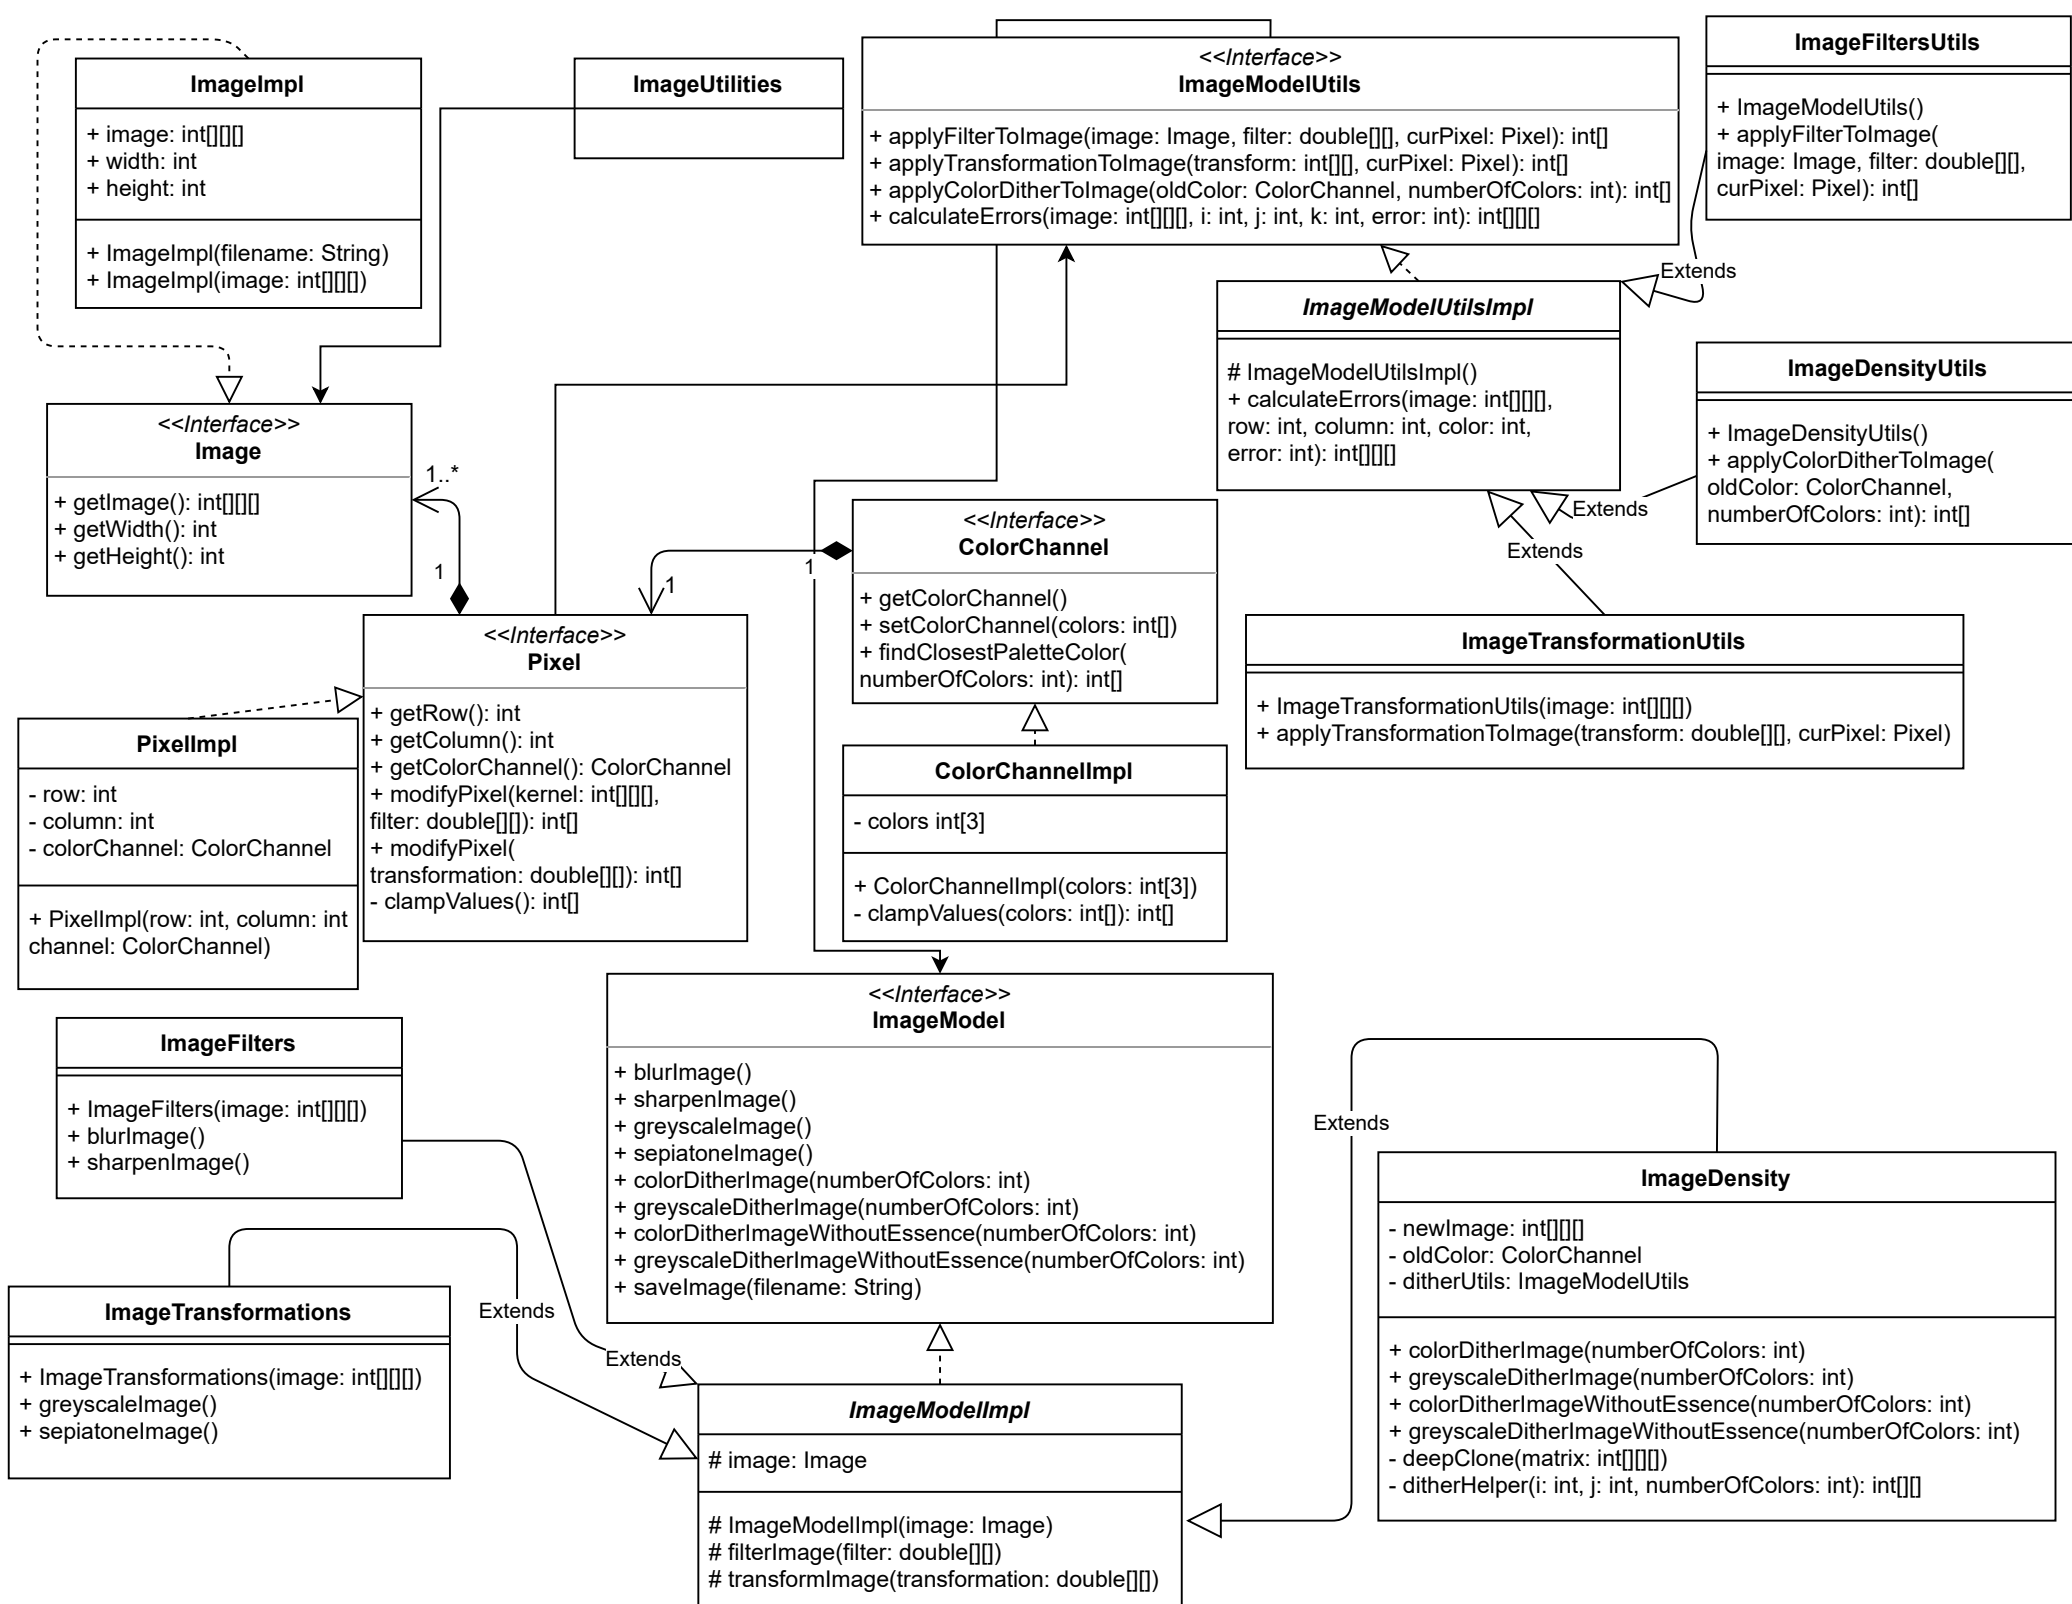 ImageImpl
+ image: int[][][]
+ width: int
+ height: int
+ ImageImpl(filename: String)
+ ImageImpl(image: int[][][])
ImageUtilities
<<Interface>>
ImageModelUtils
+ applyFilterToImage(image: Image, filter: double[][], curPixel: Pixel): int[]
+ applyTransformationToImage(transform: int[][], curPixel: Pixel): int[]
+ applyColorDitherToImage(oldColor: ColorChannel, numberOfColors: int): int[]
+ calculateErrors(image: int[][][], i: int, j: int, k: int, error: int): int[][][]
ImageFiltersUtils
+ ImageModelUtils()
+ applyFilterToImage(
image: Image, filter: double[][],
curPixel: Pixel): int[]
Extends
ImageModelUtilsImpl
# ImageModelUtilsImpl()
+ calculateErrors(image: int[][][],
row: int, column: int, color: int,
error: int): int[][][]
ImageDensityUtils
+ ImageDensityUtils()
+ applyColorDitherToImage(
oldColor: ColorChannel,
numberOfColors: int): int[]
Extends
Extends
<<Interface>>
Image
+ getImage(): int[][][]
+ getWidth(): int
+ getHeight(): int
1..*
1
<<Interface>>
ColorChannel
+ getColorChannel()
+ setColorChannel(colors: int[])
+ findClosestPaletteColor(
numberOfColors: int): int[]
1
1
<<Interface>>
Pixel
+ getRow(): int
+ getColumn(): int
+ getColorChannel(): ColorChannel
+ modifyPixel(kernel: int[][][],
filter: double[][]): int[]
+ modifyPixel(
transformation: double[][]): int[]
- clampValues(): int[]
ImageTransformationUtils
+ ImageTransformationUtils(image: int[][][])
+ applyTransformationToImage(transform: double[][], curPixel: Pixel)
PixelImpl
- row: int
- column: int
- colorChannel: ColorChannel
+ PixelImpl(row: int, column: int
channel: ColorChannel)
ColorChannelImpl
- colors int[3]
+ ColorChannelImpl(colors: int[3])
- clampValues(colors: int[]): int[]
<<Interface>>
ImageModel
+ blurImage()
+ sharpenImage()
+ greyscaleImage()
+ sepiatoneImage()
+ colorDitherImage(numberOfColors: int)
+ greyscaleDitherImage(numberOfColors: int)
+ colorDitherImageWithoutEssence(numberOfColors: int)
+ greyscaleDitherImageWithoutEssence(numberOfColors: int)
+ saveImage(filename: String)
ImageFilters
+ ImageFilters(image: int[][][])
+ blurImage()
+ sharpenImage()
Extends
ImageTransformations
+ ImageTransformations(image: int[][][])
+ greyscaleImage()
+ sepiatoneImage()
Extends
Extends
ImageDensity
- newImage: int[][][]
- oldColor: ColorChannel
- ditherUtils: ImageModelUtils
+ colorDitherImage(numberOfColors: int)
+ greyscaleDitherImage(numberOfColors: int)
+ colorDitherImageWithoutEssence(numberOfColors: int)
+ greyscaleDitherImageWithoutEssence(numberOfColors: int)
- deepClone(matrix: int[][][])
- ditherHelper(i: int, j: int, numberOfColors: int): int[][]
ImageModelImpl
# image: Image
# ImageModelImpl(image: Image)
# filterImage(filter: double[][])
# transformImage(transformation: double[][])